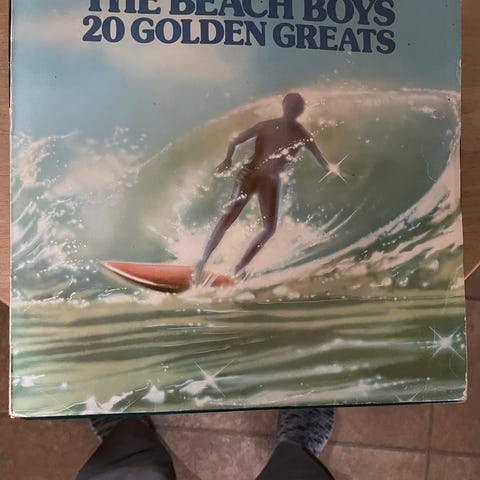 THE BEACH BOYS
20 GOLDEN GREATS